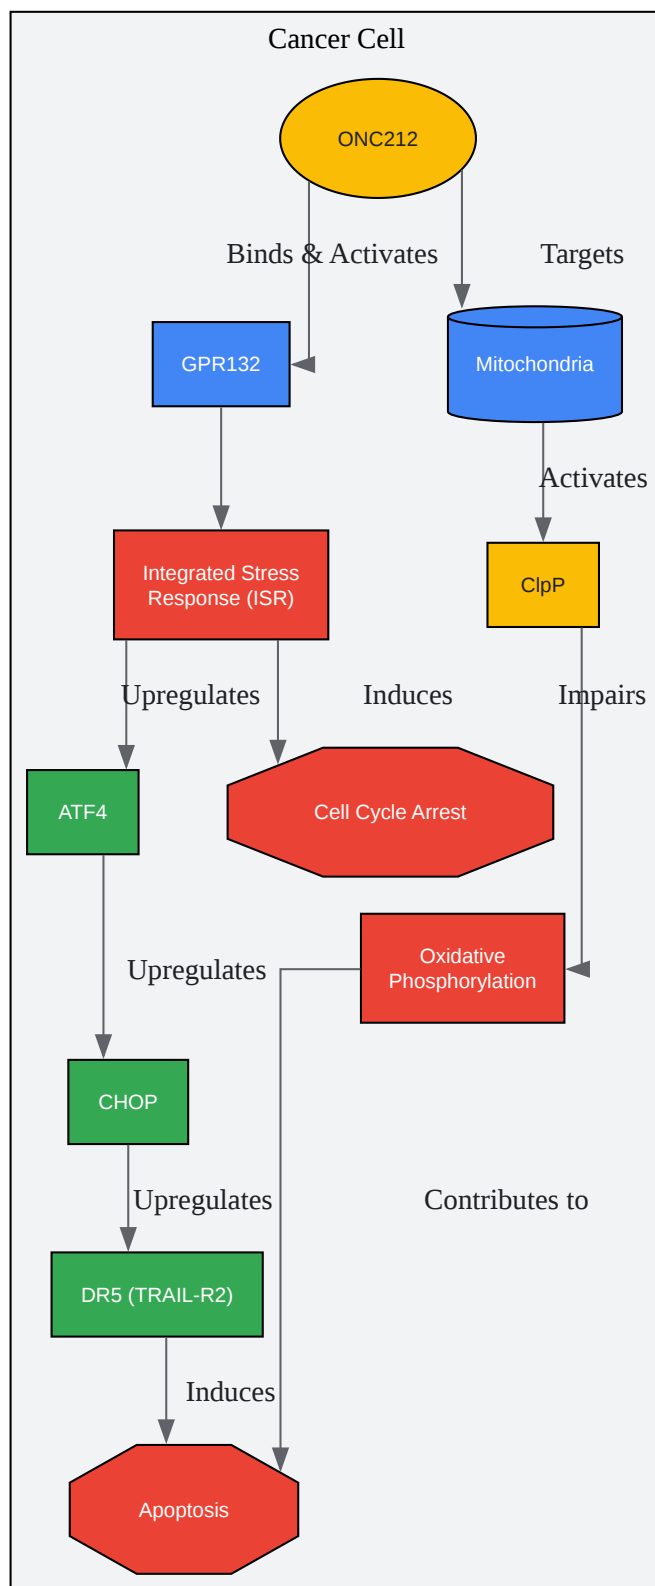 Cancer Cell
ONC212
Binds & Activates
Targets
GPR132
Mitochondria
Activates
Integrated Stress
Response (ISR)
ClpP
Upregulates
Induces
Impairs
ATF4
Cell Cycle Arrest
Oxidative
Phosphorylation
Upregulates
CHOP
Upregulates
Contributes to
DR5 (TRAIL-R2)
Induces
Apoptosis